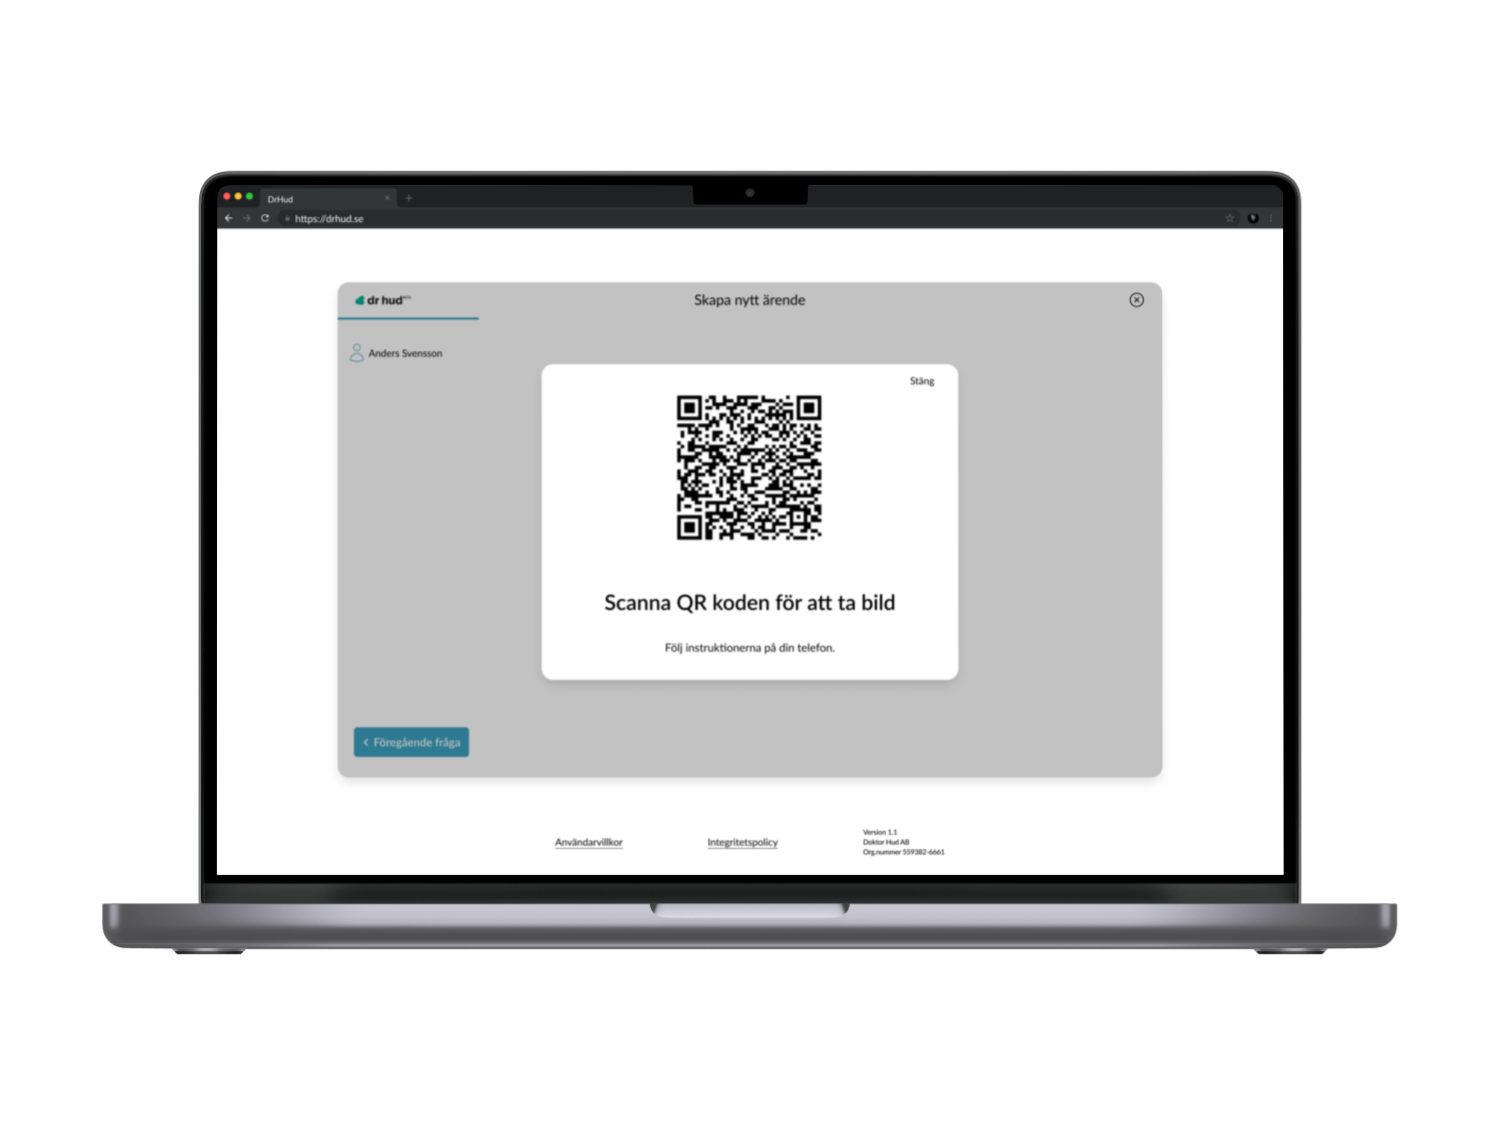 DrHud
https://drhud.se
dr hud
Skapa nytt ärende
Anders Svensson
Stäng
Scanna QR koden för att ta bild
Följ instruktionerna på din telefon.
Föregående fråga
Användarvillkor
Integritetspolicy
Version 1.1
Doktor Hud AB
Org.nummer 559382-6661